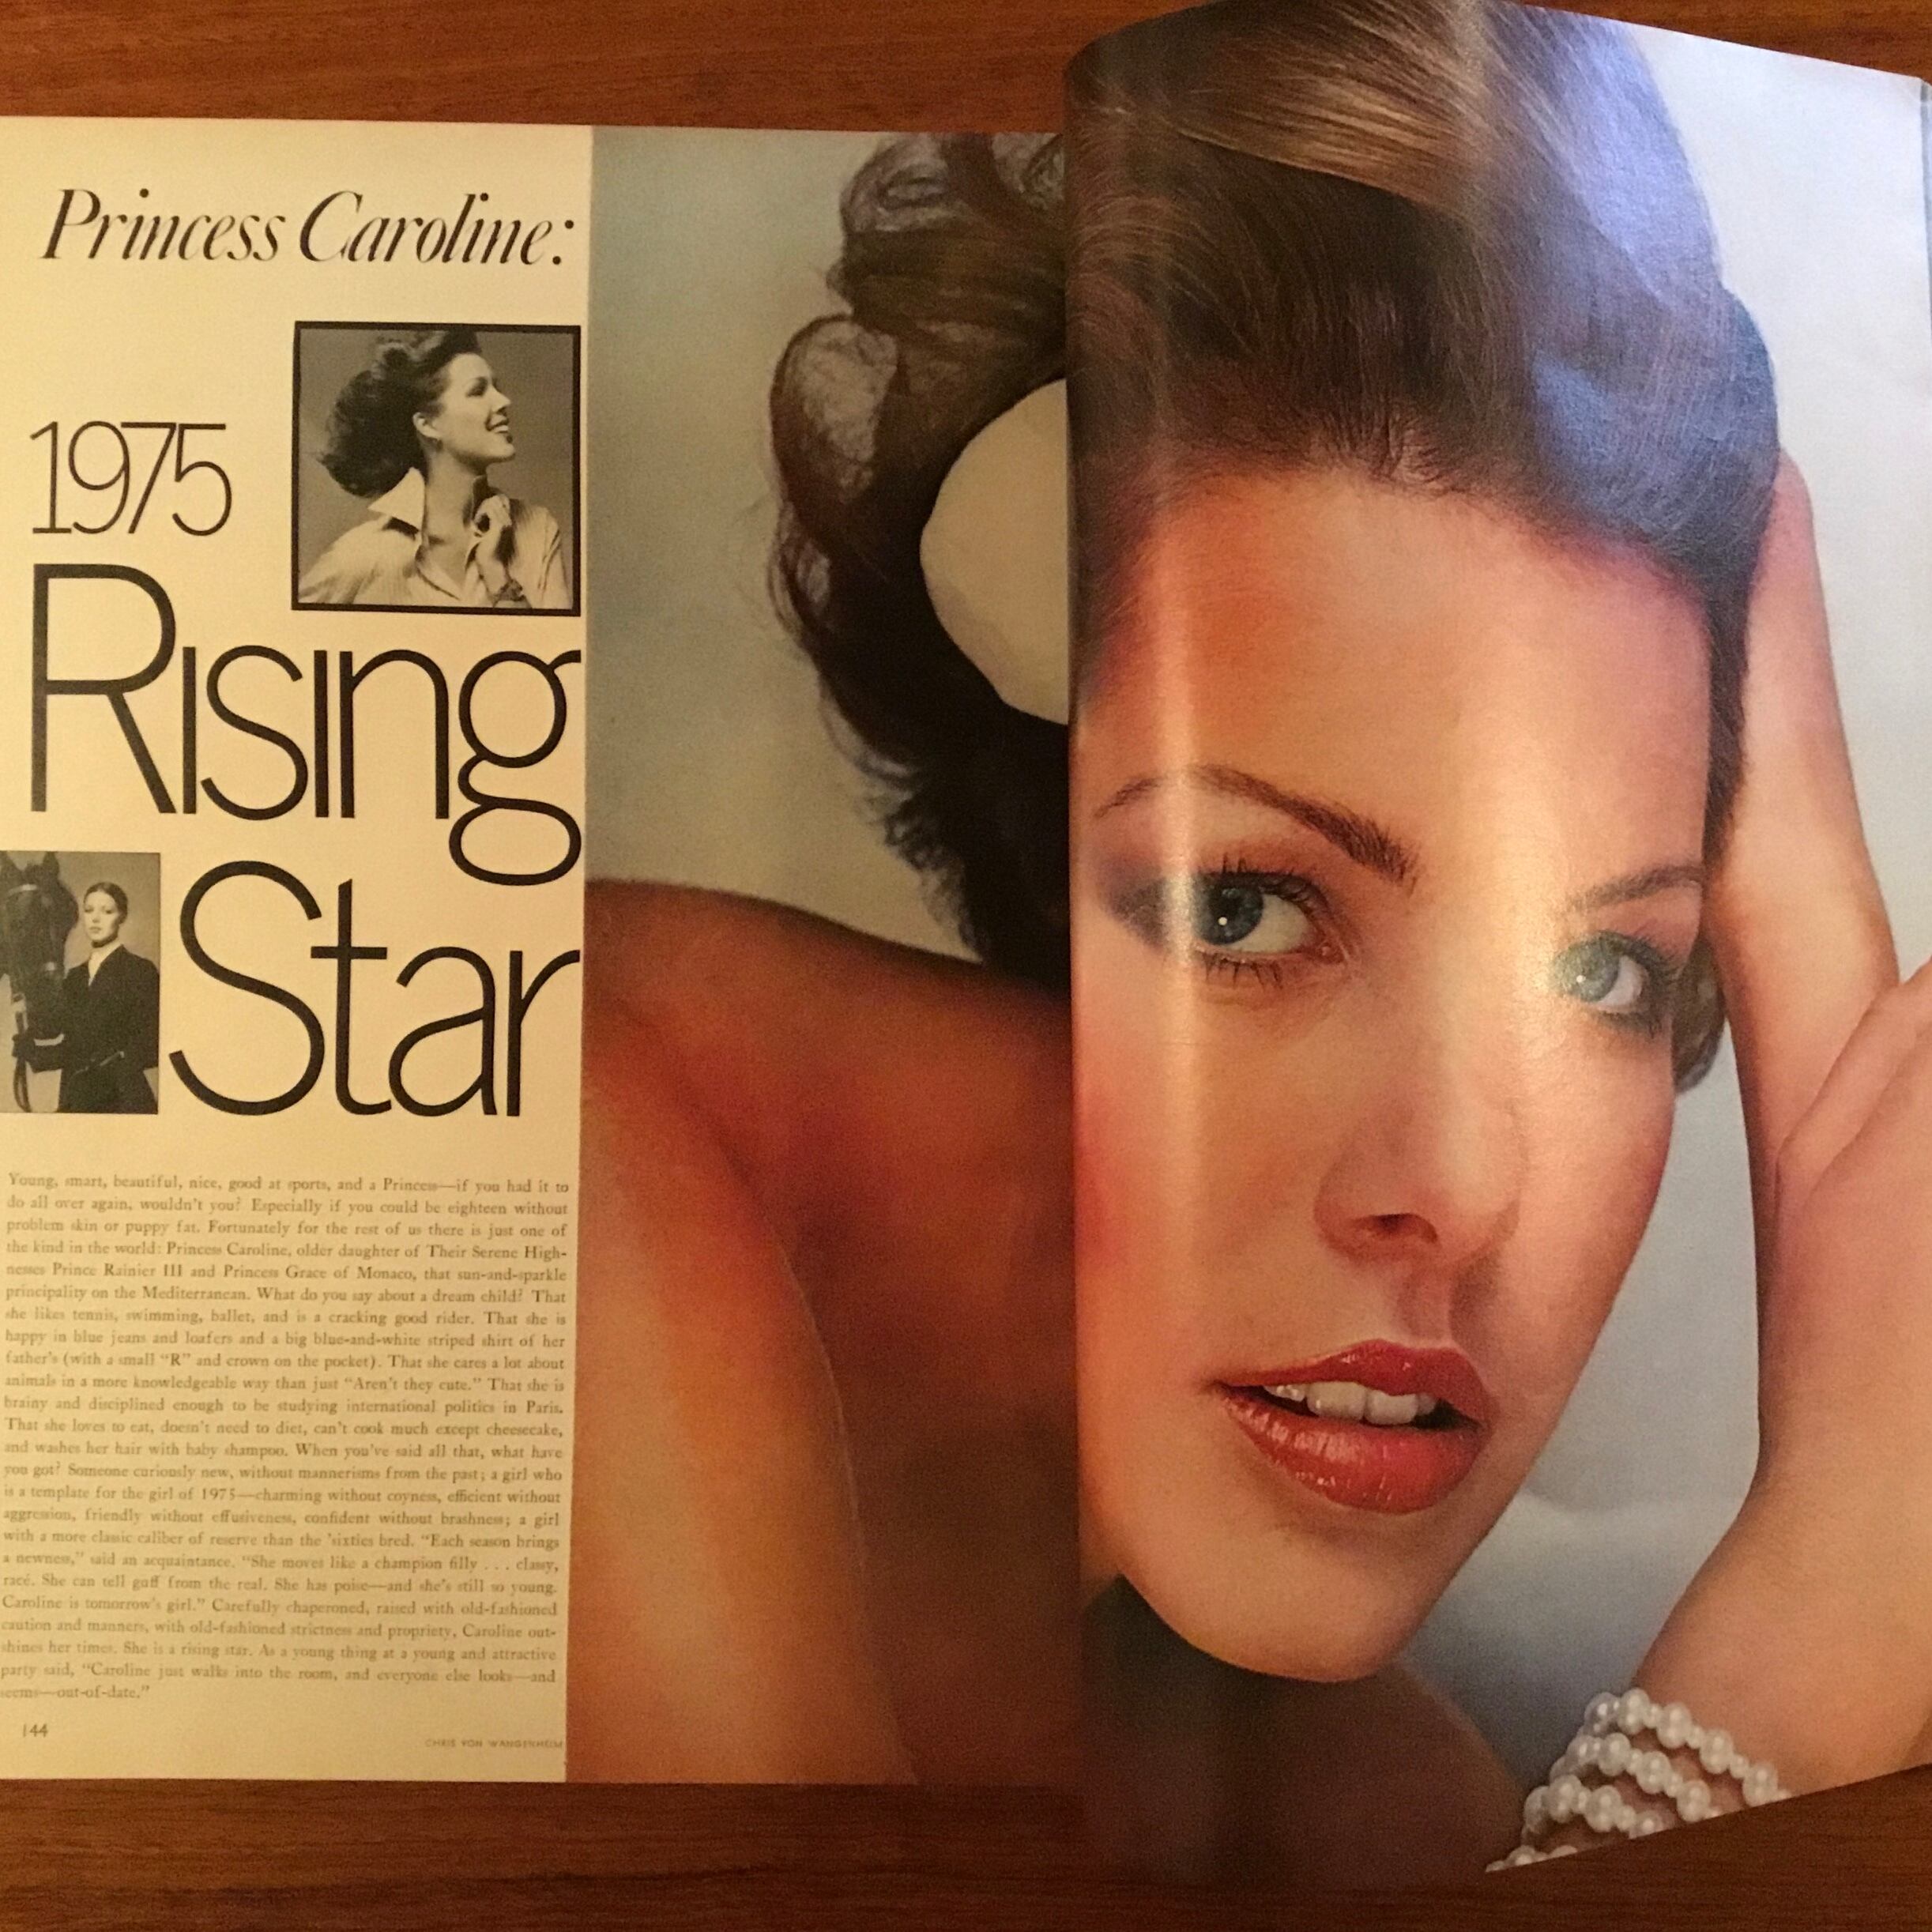 Princess Caroline:
1975
Rising
Star
Young, smart, beautiful, nice, good at sports, and a Princess—if you had it to
do all over again, wouldn't you? Especially if you could be eighteen without
problem skin or puppy fat. Fortunately for the rest of us there is just one of
the kind in the world: Princess Caroline, older daughter of Their Serene High-
nesses Prince Rainier III and Princess Grace of Monaco, that sun-and-sparkle
principality on the Mediterranean. What do you say about a dream child? That
she likes tennis, swimming, ballet, and is a cracking good rider. That she is
happy in blue jeans and loafers and a big blue-and-white striped shirt of her
father's (with a small "R" and crown on the pocket). That she cares a lot about
animals in a more knowledgeable way than just "Aren't they cute." That she is
brainy and disciplined enough to be studying international politics in Paris.
That she loves to eat, doesn't need to diet, can't cook much except cheesecake,
and washes her hair with baby shampoo. When you've said all that, what have
you got? Someone curiously new, without mannerisms from the past; a girl who
is a template for the girl of 1975—charming without coyness, efficient without
aggression, friendly without effusiveness, confident without brashness; a girl
with a more classic caliber of reserve than the 'sixties bred. "Each season brings
a newness," said an acquaintance. "She moves like a champion filly . . . classy,
racé. She can tell guff from the real. She has poise—and she's still so young.
Caroline is tomorrow's girl." Carefully chaperoned, raised with old-fashioned
caution and manners, with old-fashioned strictness and propriety, Caroline out-
shines her times. She is a rising star. As a young thing at a young and attractive
party said, "Caroline just walks into the room, and everyone else looks—and
seems—out-of-date."
144
CHRIS VON WANGENHEIM